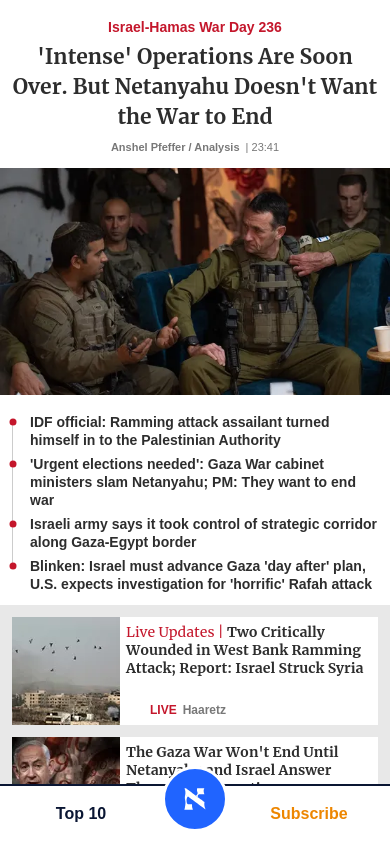 Israel-Hamas War Day 236
'Intense' Operations Are Soon
Over. But Netanyahu Doesn't Want
the War to End
Anshel Pfeffer / Analysis | 23:41
IDF official: Ramming attack assailant turned
himself in to the Palestinian Authority
'Urgent elections needed': Gaza War cabinet
ministers slam Netanyahu; PM: They want to end
war
Israeli army says it took control of strategic corridor
along Gaza-Egypt border
Blinken: Israel must advance Gaza 'day after' plan,
U.S. expects investigation for 'horrific' Rafah attack
Live Updates | Two Critically
Wounded in West Bank Ramming
Attack; Report: Israel Struck Syria
LIVE Haaretz
The Gaza War Won't End Until
and Israel Answer
Top 10
א
Subscribe